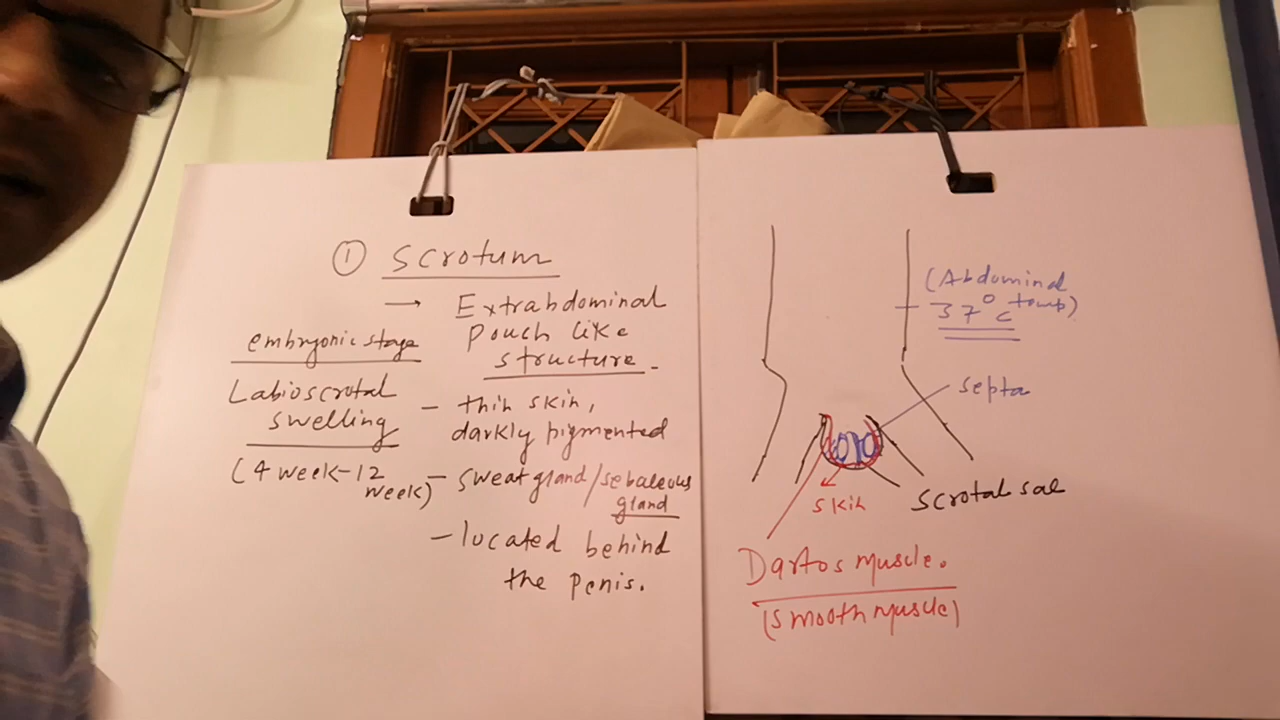 ① Scrotum
→ Extrabdominal
pouch like
structure.
embryonic stage
Labioscrotal
swelling
(4 week-12
week)
- thin skin,
darkly pigmented
- sweat gland/sebaceous
gland
- located behind
the penis.
(Abdominal
temp)
37°c
septa
skin
scrotal sac
Dartos muscle.
(smooth muscle)